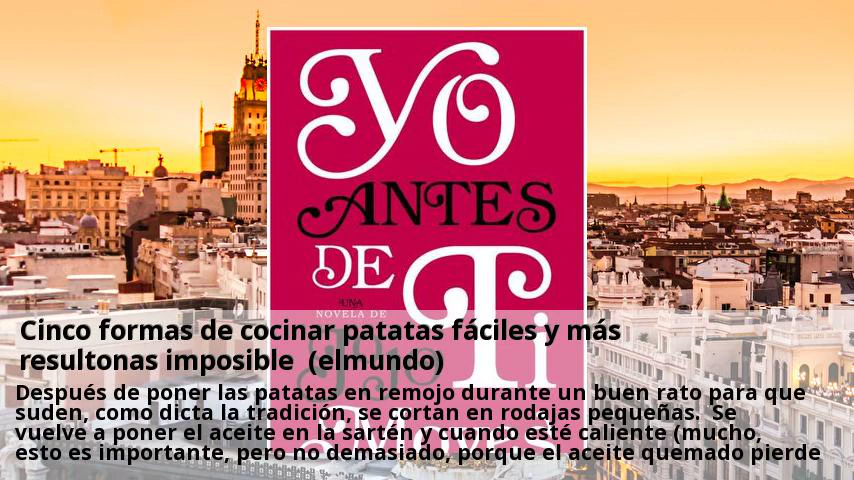 Yo
ANTES
DE
Ti
UNA
NOVELA DE
Jojo
Moyes
Cinco formas de cocinar patatas fáciles y más
resultonas imposible (elmundo)
Después de poner las patatas en remojo durante un buen rato para que
suden, como dicta la tradición, se cortan en rodajas pequeñas. Se
vuelve a poner el aceite en la sartén y cuando esté caliente (mucho,
esto es importante, pero no demasiado, porque el aceite quemado pierde